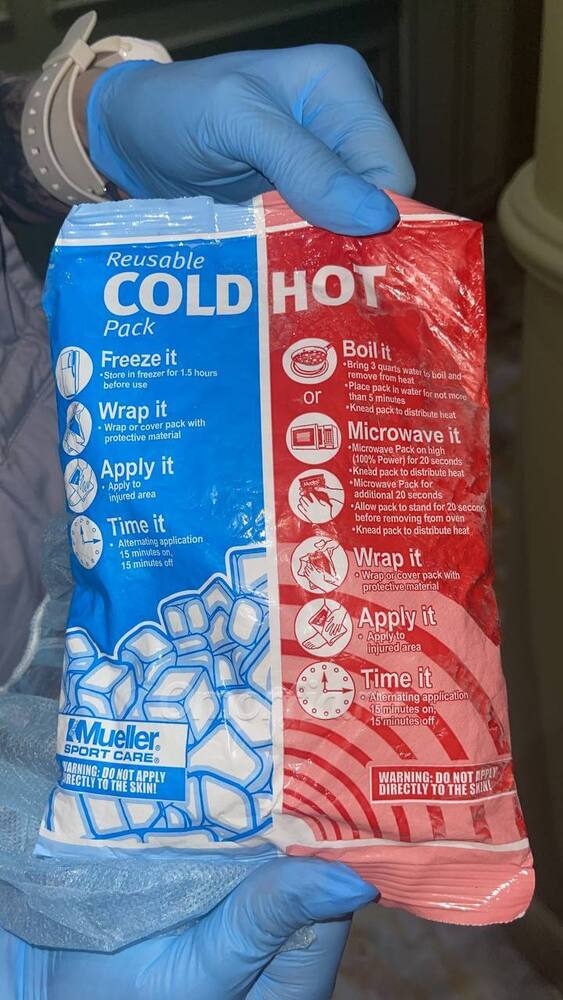 Reusable
COLD
Pack
Freeze it
•Store in freezer for 1.5 hours
before use
Wrap it
• Wrap or cover pack with
protective material
Apply it
• Apply to
injured area
Time it
• Alternating application
15 minutes on,
15 minutes off
Mueller®
SPORT CARE®
WARNING: DO NOT APPLY
DIRECTLY TO THE SKIN!
HOT
Boil it
•Bring 3 quarts water to boil and
remove from heat
•Place pack in water for not more
than 5 minutes
•Knead pack to distribute heat
or
Microwave it
•Microwave Pack on high
(100% Power) for 20 seconds
•Knead pack to distribute heat
•Microwave Pack for
additional 20 seconds
•Allow pack to stand for 20 second
before removing from oven
•Knead pack to distribute heat
Wrap it
• Wrap or cover pack with
protective material
Apply it
• Apply to
injured area
Time it
• Alternating application
15 minutes on,
15 minutes off
WARNING: DO NOT APPLY
DIRECTLY TO THE SKIN!